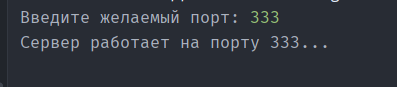 Введите желаемый порт: 333
Сервер работает на порту 333...